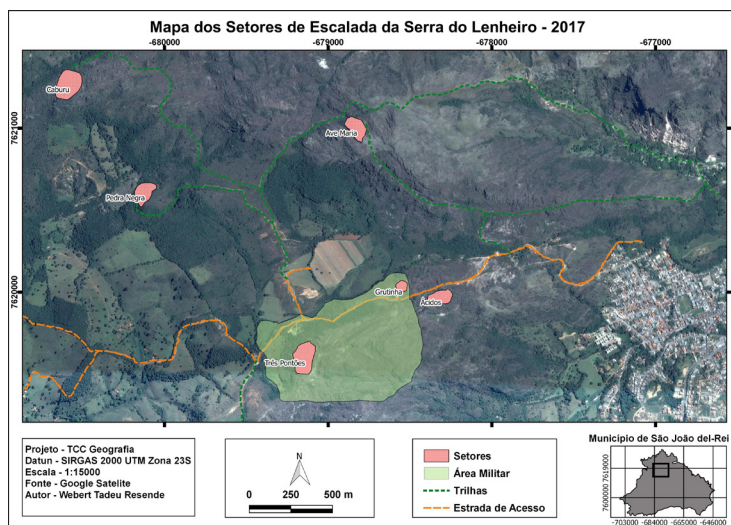 Mapa dos Setores de Escalada da Serra do Lenheiro - 2017
-680000 -679000 -678000 -677000
7621000
7620000
Caburu
Ave Maria
Pedra Negra
Grutinha
Ácidos
Três Pontões
Projeto - TCC Geografia
Datun - SIRGAS 2000 UTM Zona 23S
Escala - 1:15000
Fonte - Google Satelite
Autor - Webert Tadeu Resende
N
0 250 500 m
Setores
Área Militar
Trilhas
Estrada de Acesso
Municipio de São João del-Rei
7619000
7600000
-703000 -684000 -665000 -646000